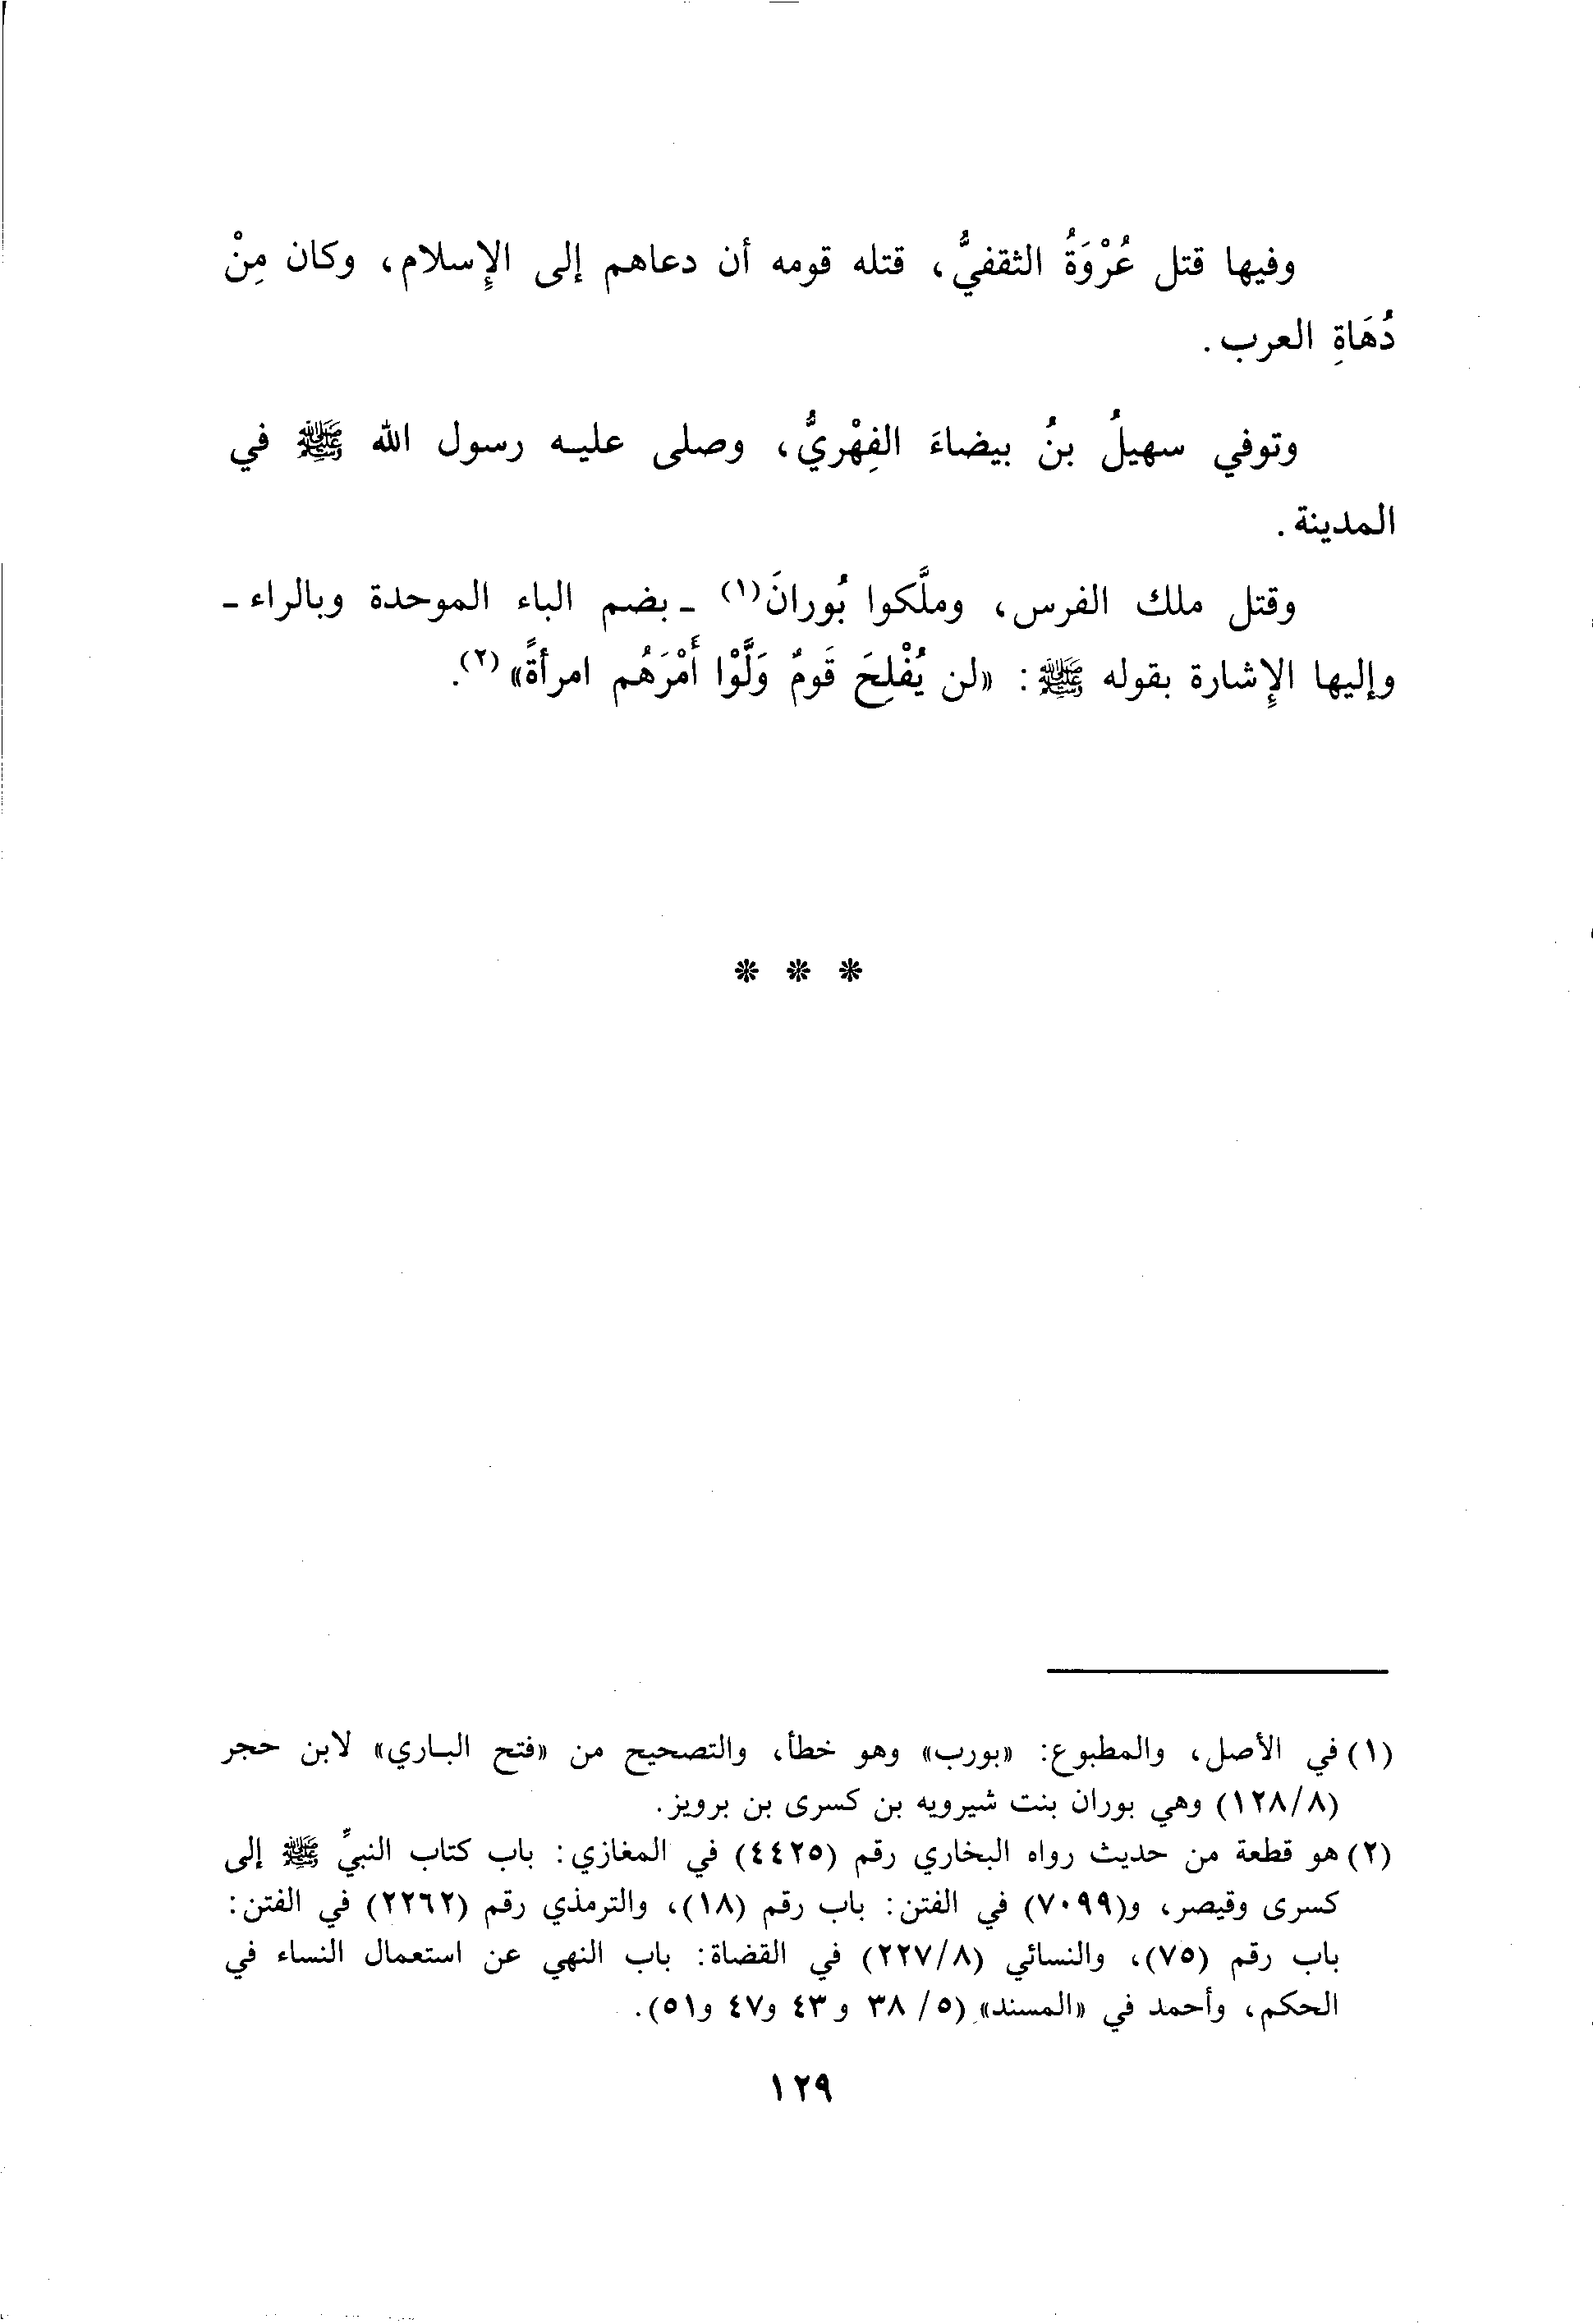 وفيها قتل عُرْوَةُ الثقفيُّ، قتله قومه أن دعاهم إلى الإسلام، وكان مِنْ
دُهَاةِ العرب.
وتوفي سهيلُ بنُ بيضاءَ الفِهْريُّ، وصلى عليه رسول الله ﷺ في
المدينة.
وقتل ملك الفرس، وملَّكوا بُورانَ(١) ـ بضم الباء الموحدة وبالراء ـ
وإليها الإشارة بقوله ﷺ: «لن يُفْلِحَ قَومٌ وَلَّوْا أَمْرَهُم امرأةً»(٢).
* * *
(١) في الأصل، والمطبوع: «بورب» وهو خطأ، والتصحيح من «فتح الباري» لابن حجر
(١٢٨/٨) وهي بوران بنت شيرويه بن كسرى بن برويز.
(٢) هو قطعة من حديث رواه البخاري رقم (٤٤٢٥) في المغازي: باب كتاب النبيِّ ﷺ إلى
كسرى وقيصر، و(٧٠٩٩) في الفتن: باب رقم (١٨)، والترمذي رقم (٢٢٦٢) في الفتن:
باب رقم (٧٥)، والنسائي (٢٢٧/٨) في القضاة: باب النهي عن استعمال النساء في
الحكم، وأحمد في «المسند» (٥/ ٣٨ و ٤٣ و٤٧ و٥١).
١٢٩